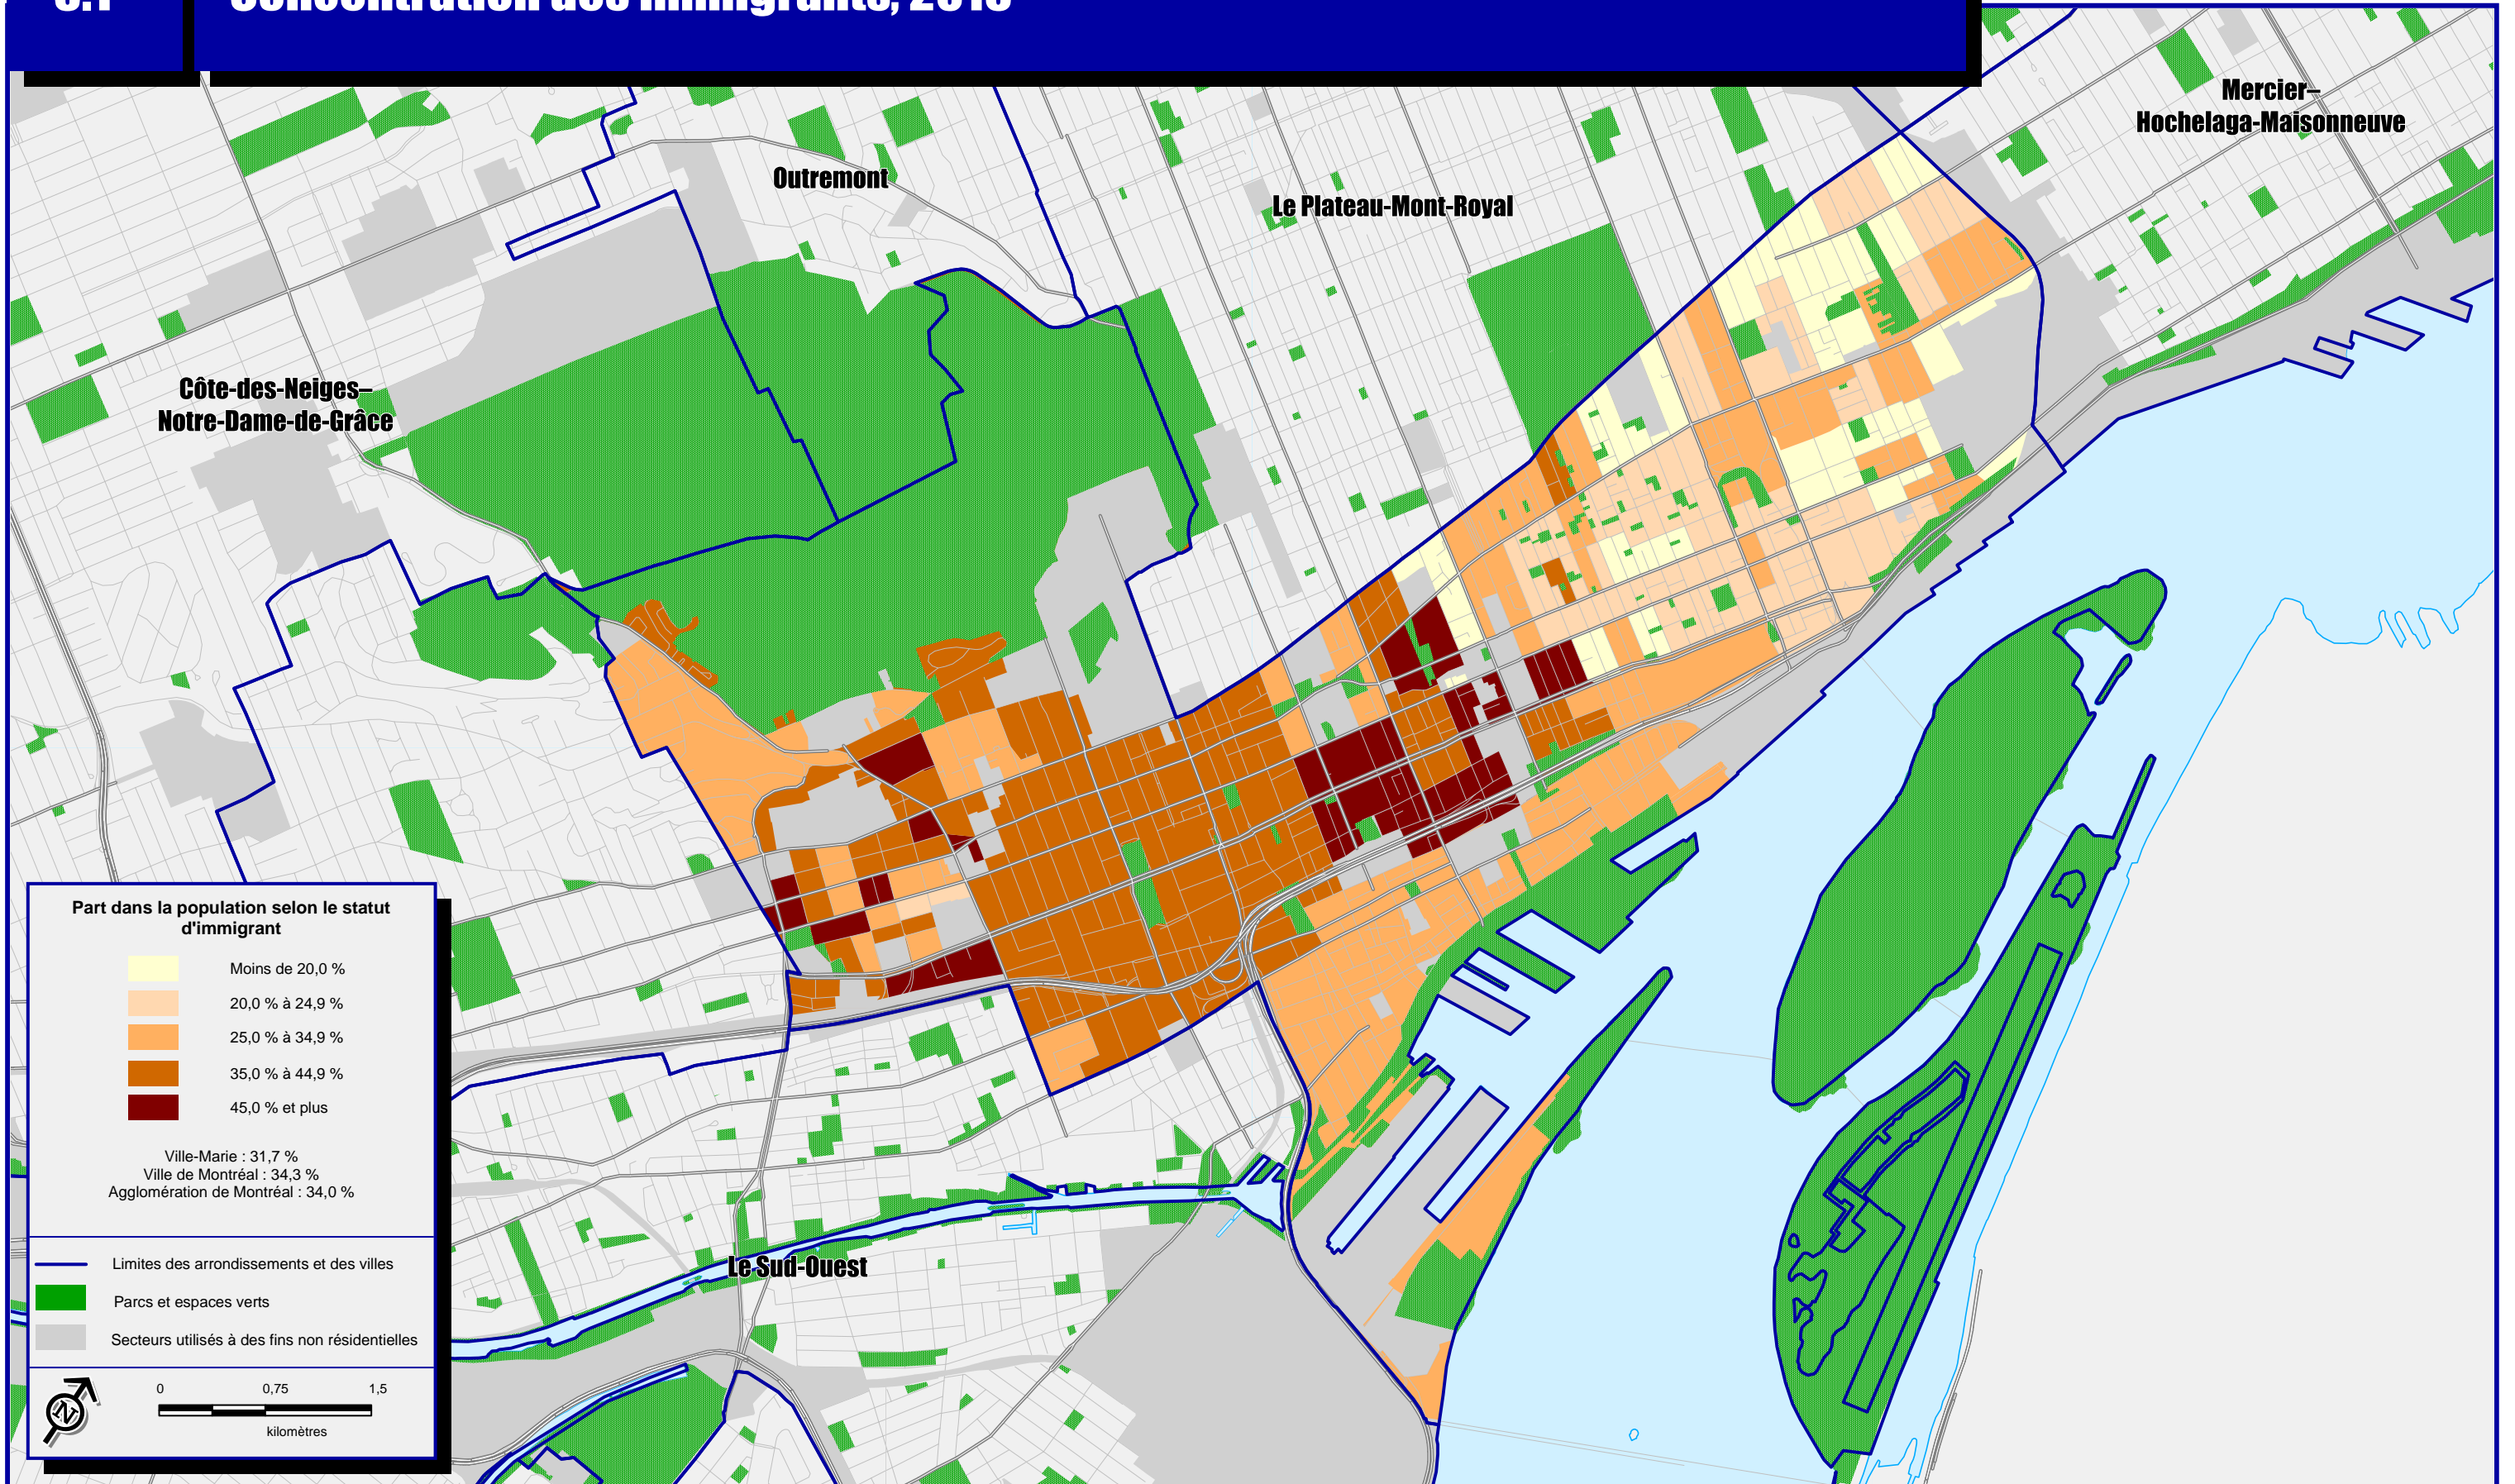 Concentration des immigrants, 2016
Mercier–
Hochelaga-Maisonneuve
Outremont
Le Plateau-Mont-Royal
Côte-des-Neiges–
Notre-Dame-de-Grâce
Le Sud-Ouest
Part dans la population selon le statut
d'immigrant
Moins de 20,0 %
20,0 % à 24,9 %
25,0 % à 34,9 %
35,0 % à 44,9 %
45,0 % et plus
Ville-Marie : 31,7 %
Ville de Montréal : 34,3 %
Agglomération de Montréal : 34,0 %
Limites des arrondissements et des villes
Parcs et espaces verts
Secteurs utilisés à des fins non résidentielles
N
0 0,75 1,5
kilomètres